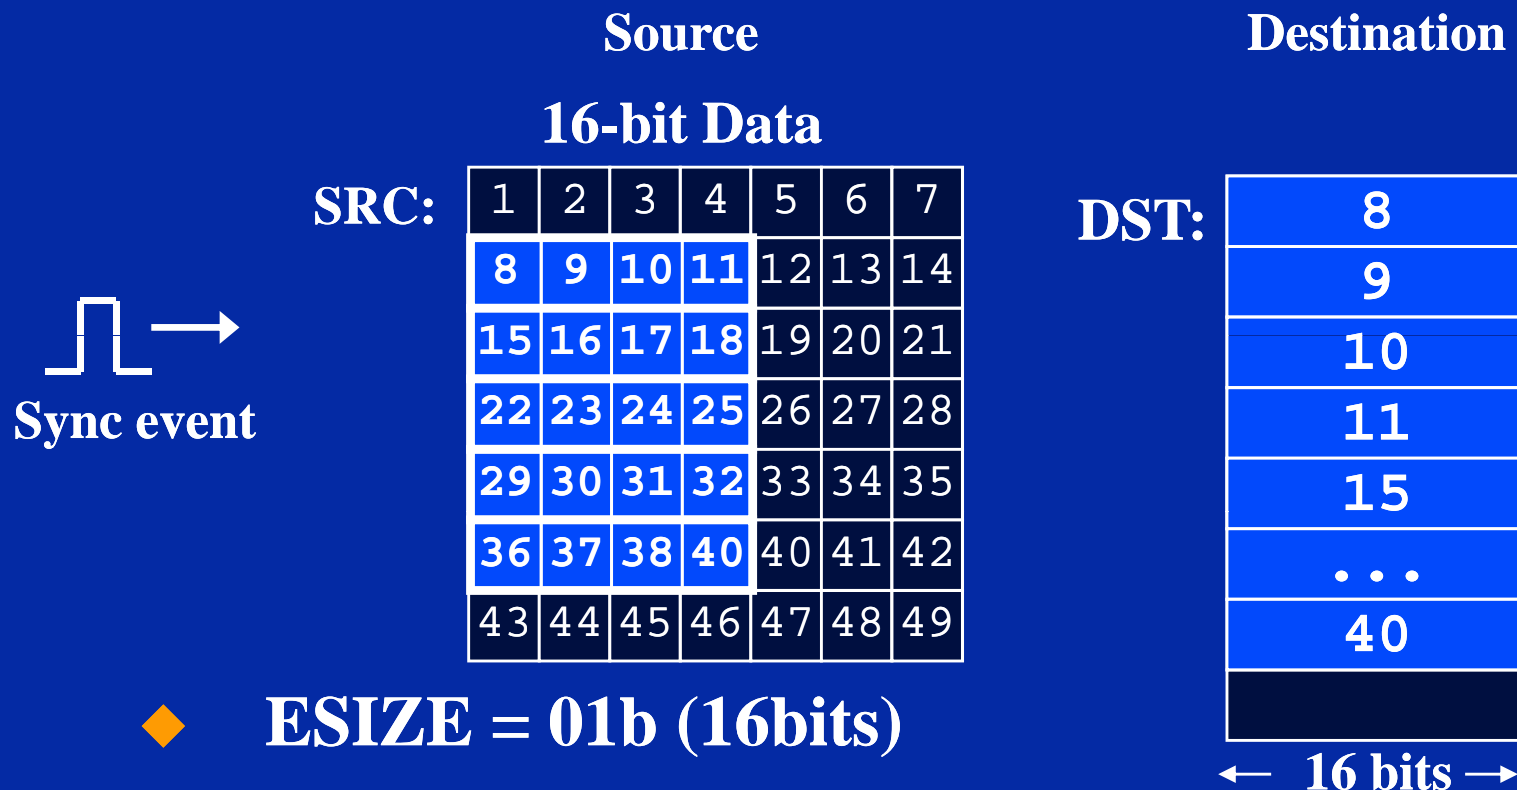 Source
Destination
16-bit Data
SRC:
1 2 3 4 5 6 7
8 9 10 11 12 13 14
15 16 17 18 19 20 21
22 23 24 25 26 27 28
29 30 31 32 33 34 35
36 37 38 40 40 41 42
43 44 45 46 47 48 49
Sync event
DST:
8
9
10
11
15
...
40
16 bits
ESIZE = 01b (16bits)